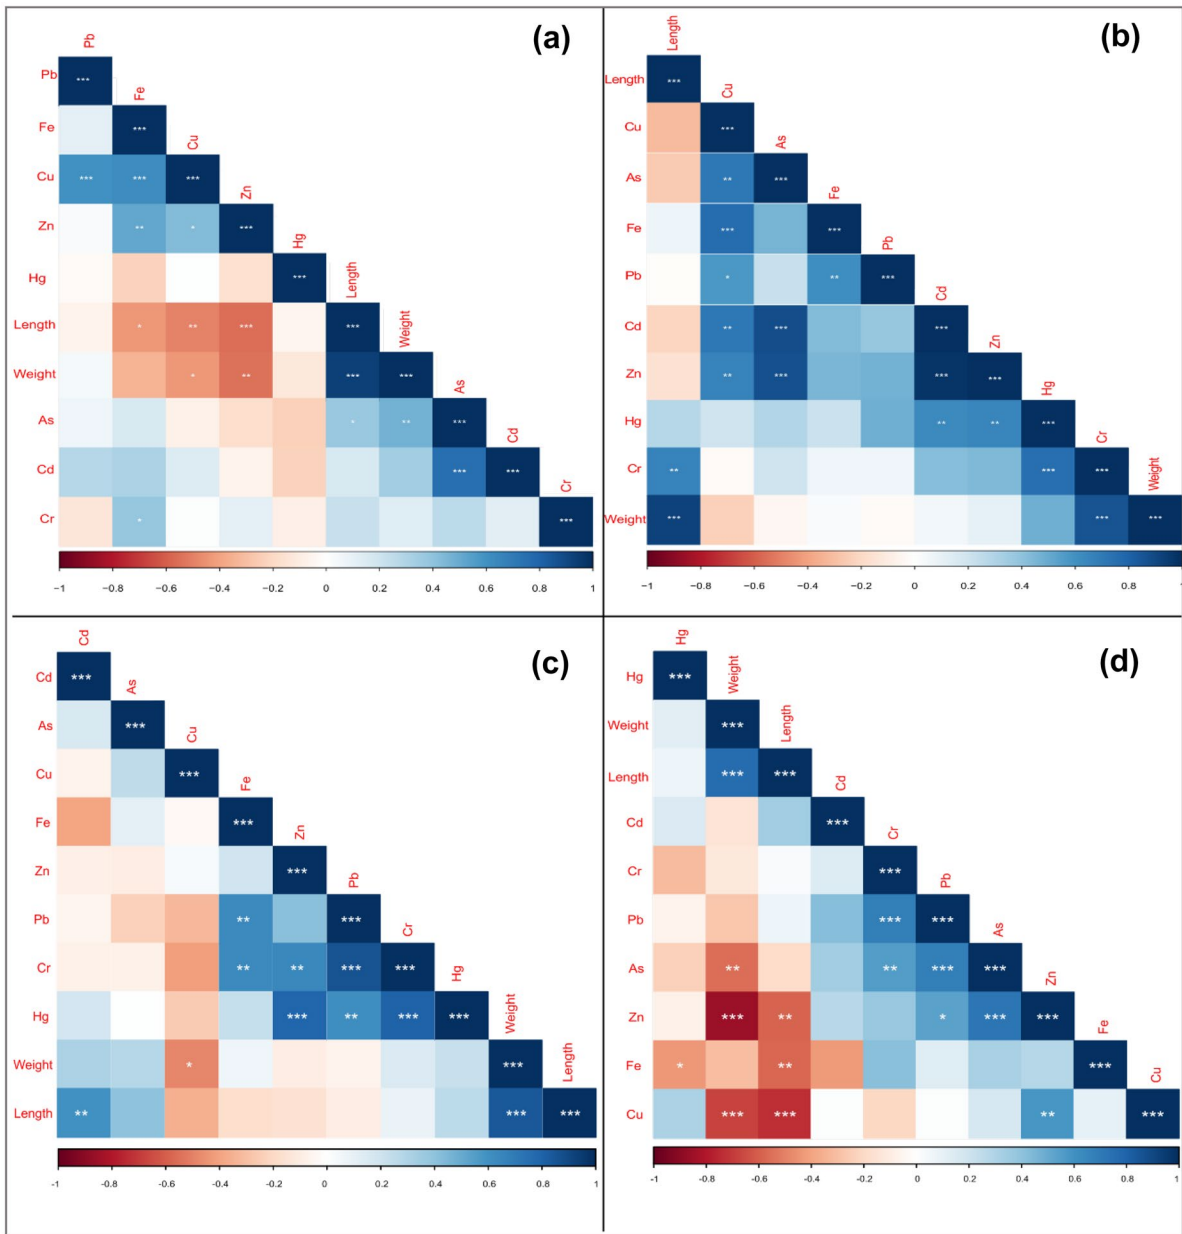 (a)
Pb
Pb ***
Fe
Fe ***
Cu
Cu *** *** ***
Zn
Zn ** * ***
Hg
Hg ***
Length
Length * ** *** ***
Weight
Weight * ** *** ***
As
As * ** ***
Cd
Cd *** ***
Cr
Cr * ***
-1 -0.8 -0.6 -0.4 -0.2 0 0.2 0.4 0.6 0.8 1
(b)
Length
Length ***
Cu
Cu ***
As
As ** ***
Fe
Fe *** ***
Pb
Pb * ** ***
Cd
Cd ** *** ***
Zn
Zn ** *** *** ***
Hg
Hg ** ** ***
Cr
Cr ** *** ***
Weight
Weight *** *** ***
-1 -0.8 -0.6 -0.4 -0.2 0 0.2 0.4 0.6 0.8 1
(c)
Cd
Cd ***
As
As ***
Cu
Cu ***
Fe
Fe ***
Zn
Zn ***
Pb
Pb ** ***
Cr
Cr ** ** *** ***
Hg
Hg *** ** *** ***
Weight
Weight * ***
Length
Length ** *** ***
-1 -0.8 -0.6 -0.4 -0.2 0 0.2 0.4 0.6 0.8 1
(d)
Hg
Hg ***
Weight
Weight ***
Length
Length *** ***
Cd
Cd ***
Cr
Cr ***
Pb
Pb *** ***
As
As ** ** *** ***
Zn
Zn *** ** * *** ***
Fe
Fe * ** ***
Cu
Cu *** *** ** ***
-1 -0.8 -0.6 -0.4 -0.2 0 0.2 0.4 0.6 0.8 1